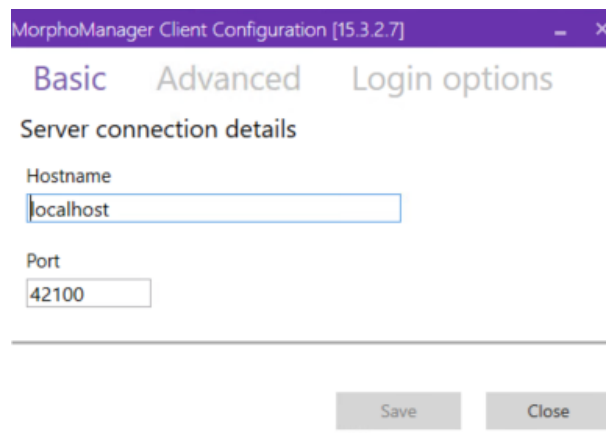 MorphoManager Client Configuration [15.3.2.7]
Basic Advanced Login options
Server connection details
Hostname
localhost
Port
42100
Save Close